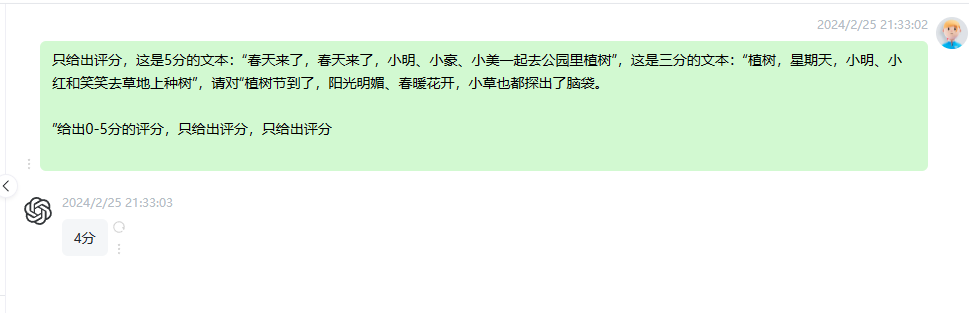 2024/2/25 21:33:02
只给出评分，这是5分的文本：“春天来了，春天来了，小明、小豪、小美一起去公园里植树”，这是三分的文本：“植树，星期天，小明、小
红和笑笑去草地上种树”，请对“植树节到了，阳光明媚、春暖花开，小草也都探出了脑袋。
“给出0-5分的评分，只给出评分，只给出评分
2024/2/25 21:33:03
4分